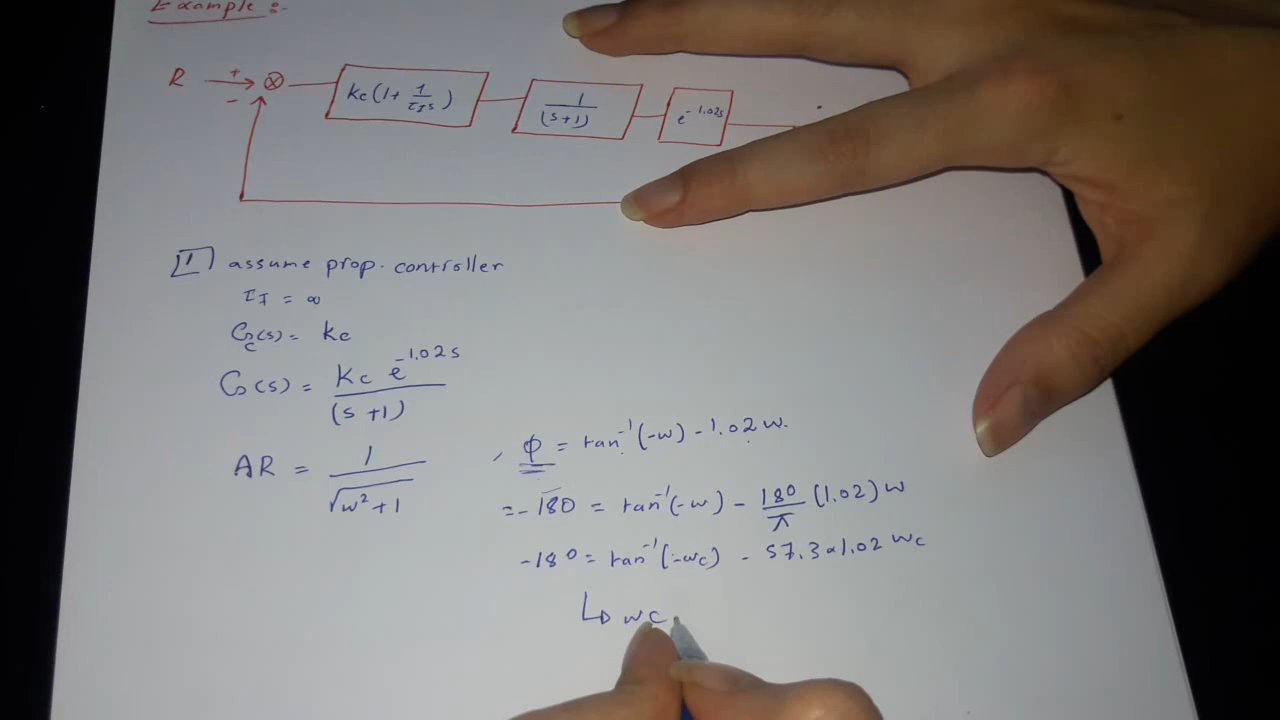 Example :-
R + - ⊗ kc(1+ 1/τIs) 1/(s+1) e^-1.02s
1 assume prop. controller
τI = ∞
Gc(s) = kc
G(s) = kc e^-1.02s / (s+1)
AR = 1/√w²+1 , φ = tan⁻¹(-w) - 1.02 w.
= - 180 = tan⁻¹(-w) - 180/π (1.02) w
-180 = tan⁻¹(-wc) - 57.3*1.02 wc
↳ wc